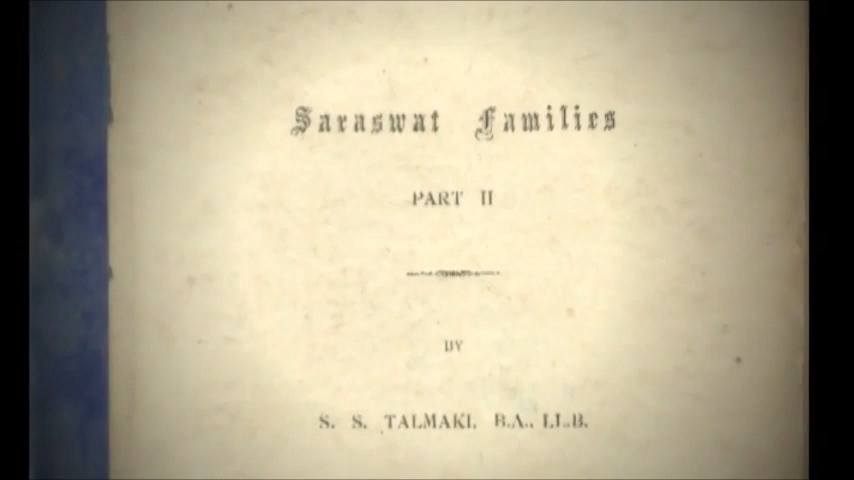 Saraswat Families
PART II
BY
S. S. TALMAKI, B.A., LL.B.